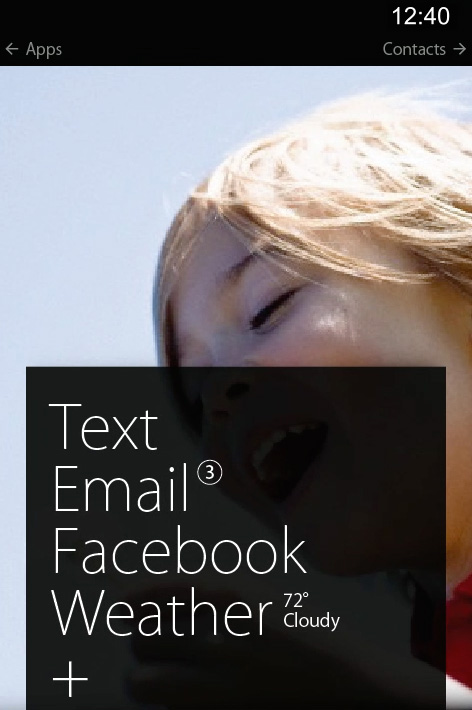 12:40
← Apps Contacts →
Text
Email ③
Facebook
Weather 72°
Cloudy
+